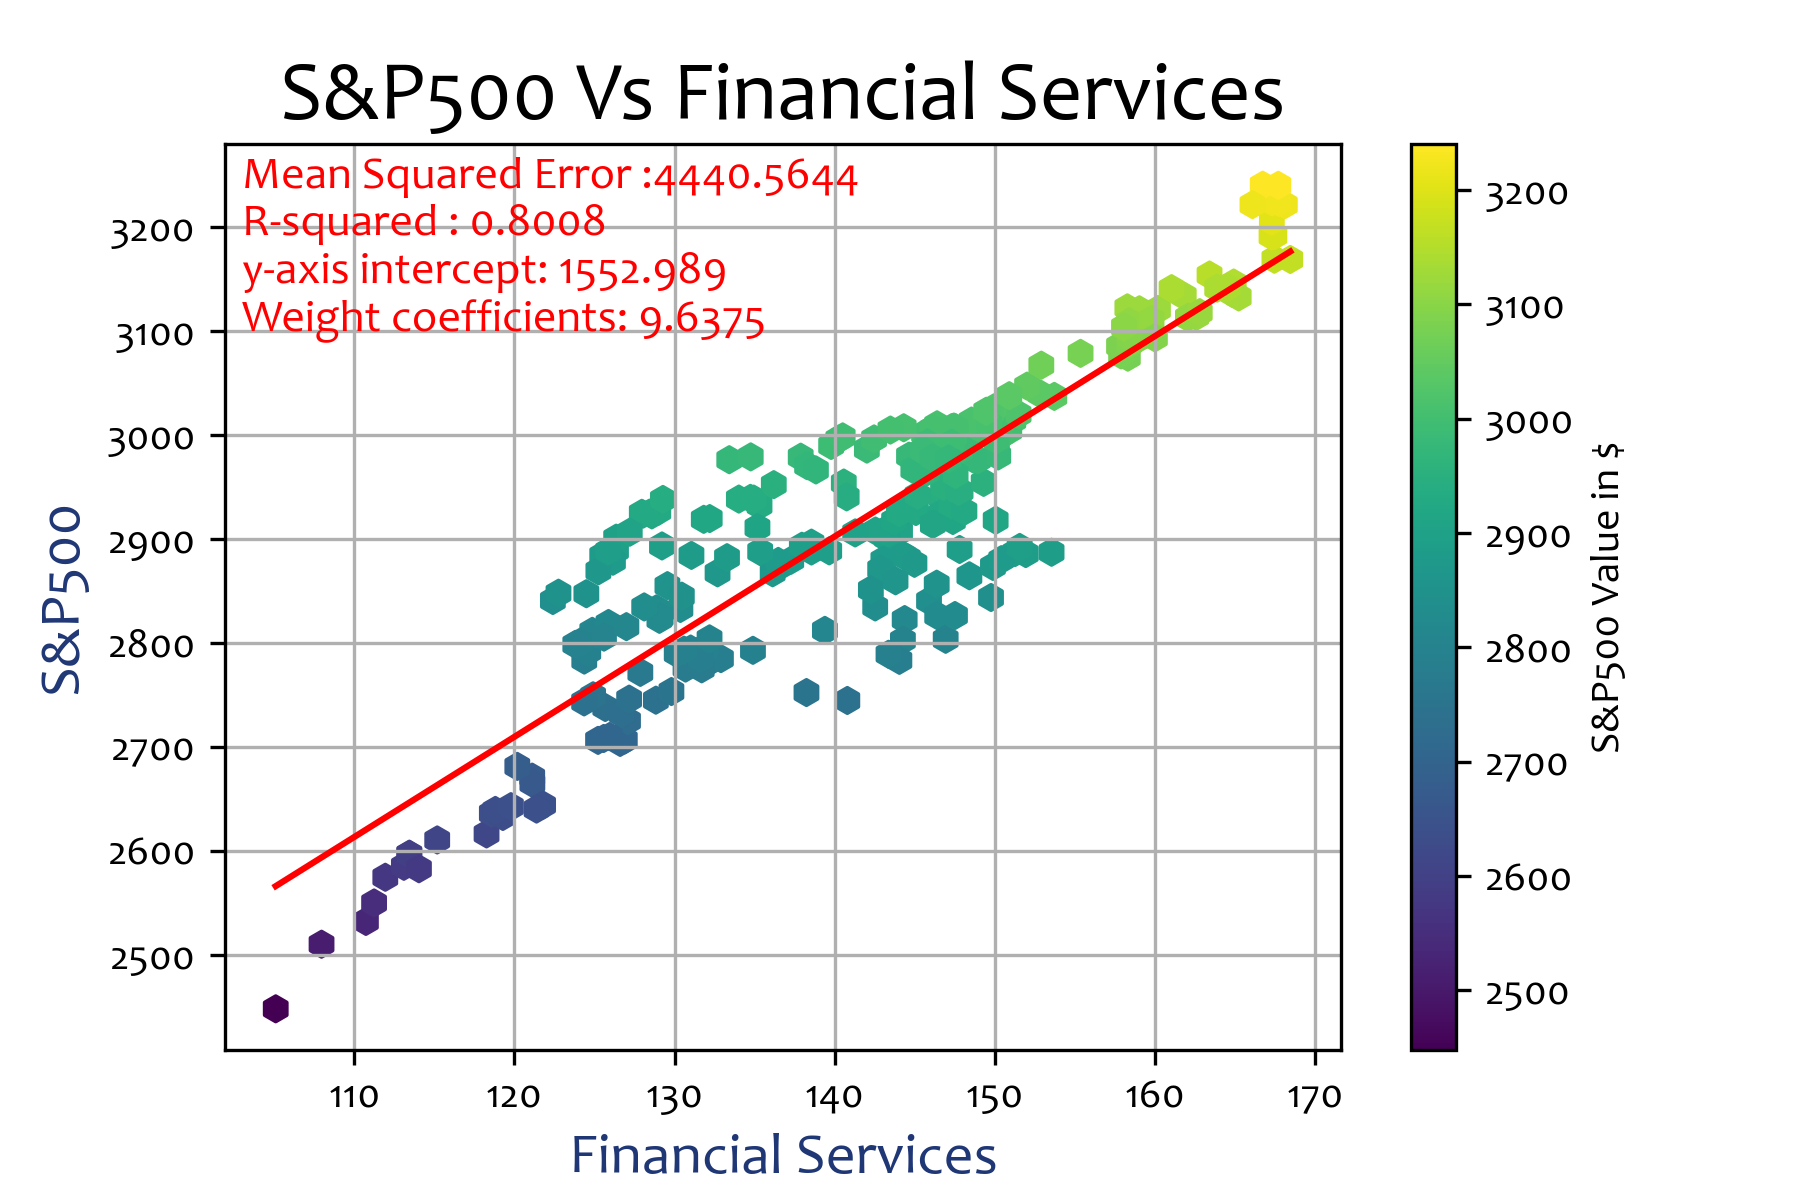 S&P500 Vs Financial Services
Mean Squared Error :4440.5644
R-squared : 0.8008
y-axis intercept: 1552.989
Weight coefficients: 9.6375
S&P500
3200
3100
3000
2900
2800
2700
2600
2500
110 120 130 140 150 160 170
Financial Services
3200
3100
3000
2900
2800
2700
2600
2500
S&P500 Value in $